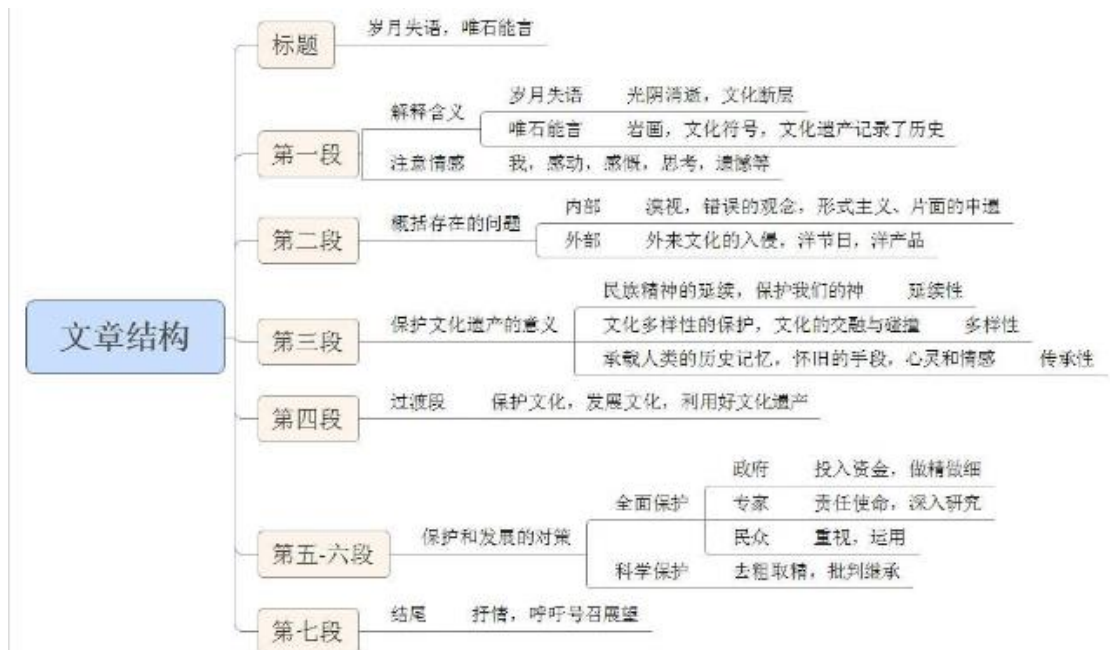 文章结构
标题
岁月失语，唯石能言
第一段
解释含义
岁月失语 光阴消逝，文化断层
唯石能言 岩画，文化符号，文化遗产记录了历史
注意情感 我，感动，感慨，思考，遗憾等
第二段
概括存在的问题
内部 漠视，错误的观念，形式主义、片面的申遗
外部 外来文化的入侵，洋节日，洋产品
第三段
保护文化遗产的意义
民族精神的延续，保护我们的神 延续性
文化多样性的保护，文化的交融与碰撞 多样性
承载人类的历史记忆，怀旧的手段，心灵和情感 传承性
第四段
过渡段 保护文化，发展文化，利用好文化遗产
第五-六段
保护和发展的对策
全面保护
政府 投入资金，做精做细
专家 责任使命，深入研究
民众 重视，运用
科学保护 去粗取精，批判继承
第七段
结尾 抒情，呼吁号召展望